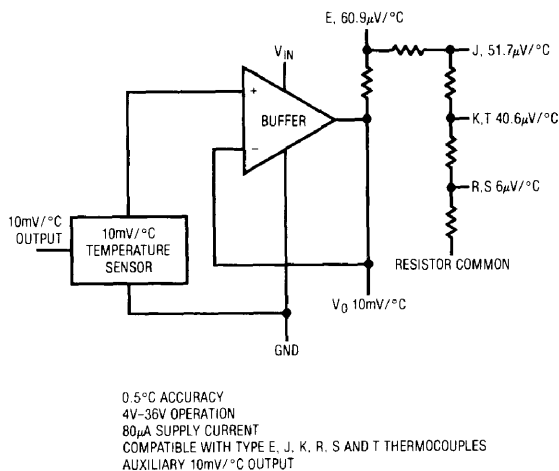 E, 60.9µV/°C
J, 51.7µV/°C
VIN
+
BUFFER
−
K,T 40.6µV/°C
R,S 6µV/°C
10mV/°C
OUTPUT
10mV/°C
TEMPERATURE
SENSOR
RESISTOR COMMON
V0 10mV/°C
GND
0.5°C ACCURACY
4V–36V OPERATION
80µA SUPPLY CURRENT
COMPATIBLE WITH TYPE E, J, K, R, S AND T THERMOCOUPLES
AUXILIARY 10mV/°C OUTPUT